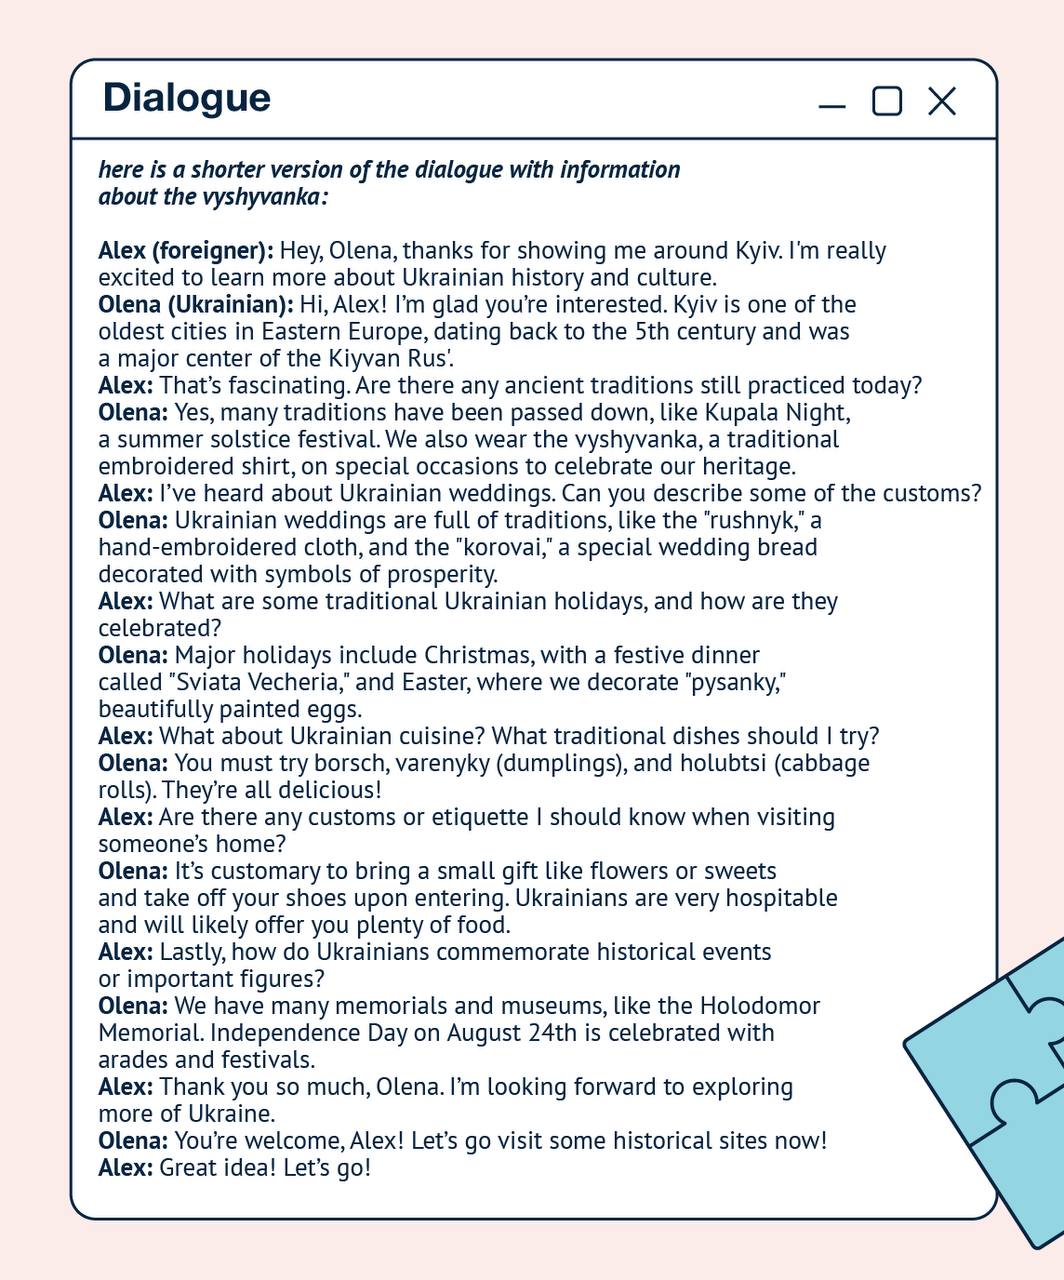 Dialogue
here is a shorter version of the dialogue with information
about the vyshyvanka:
Alex (foreigner): Hey, Olena, thanks for showing me around Kyiv. I'm really
excited to learn more about Ukrainian history and culture.
Olena (Ukrainian): Hi, Alex! I’m glad you’re interested. Kyiv is one of the
oldest cities in Eastern Europe, dating back to the 5th century and was
a major center of the Kiyvan Rus'.
Alex: That’s fascinating. Are there any ancient traditions still practiced today?
Olena: Yes, many traditions have been passed down, like Kupala Night,
a summer solstice festival. We also wear the vyshyvanka, a traditional
embroidered shirt, on special occasions to celebrate our heritage.
Alex: I’ve heard about Ukrainian weddings. Can you describe some of the customs?
Olena: Ukrainian weddings are full of traditions, like the "rushnyk," a
hand-embroidered cloth, and the "korovai," a special wedding bread
decorated with symbols of prosperity.
Alex: What are some traditional Ukrainian holidays, and how are they
celebrated?
Olena: Major holidays include Christmas, with a festive dinner
called "Sviata Vecheria," and Easter, where we decorate "pysanky,"
beautifully painted eggs.
Alex: What about Ukrainian cuisine? What traditional dishes should I try?
Olena: You must try borsch, varenyky (dumplings), and holubtsi (cabbage
rolls). They’re all delicious!
Alex: Are there any customs or etiquette I should know when visiting
someone’s home?
Olena: It’s customary to bring a small gift like flowers or sweets
and take off your shoes upon entering. Ukrainians are very hospitable
and will likely offer you plenty of food.
Alex: Lastly, how do Ukrainians commemorate historical events
or important figures?
Olena: We have many memorials and museums, like the Holodomor
Memorial. Independence Day on August 24th is celebrated with
arades and festivals.
Alex: Thank you so much, Olena. I’m looking forward to exploring
more of Ukraine.
Olena: You’re welcome, Alex! Let’s go visit some historical sites now!
Alex: Great idea! Let’s go!